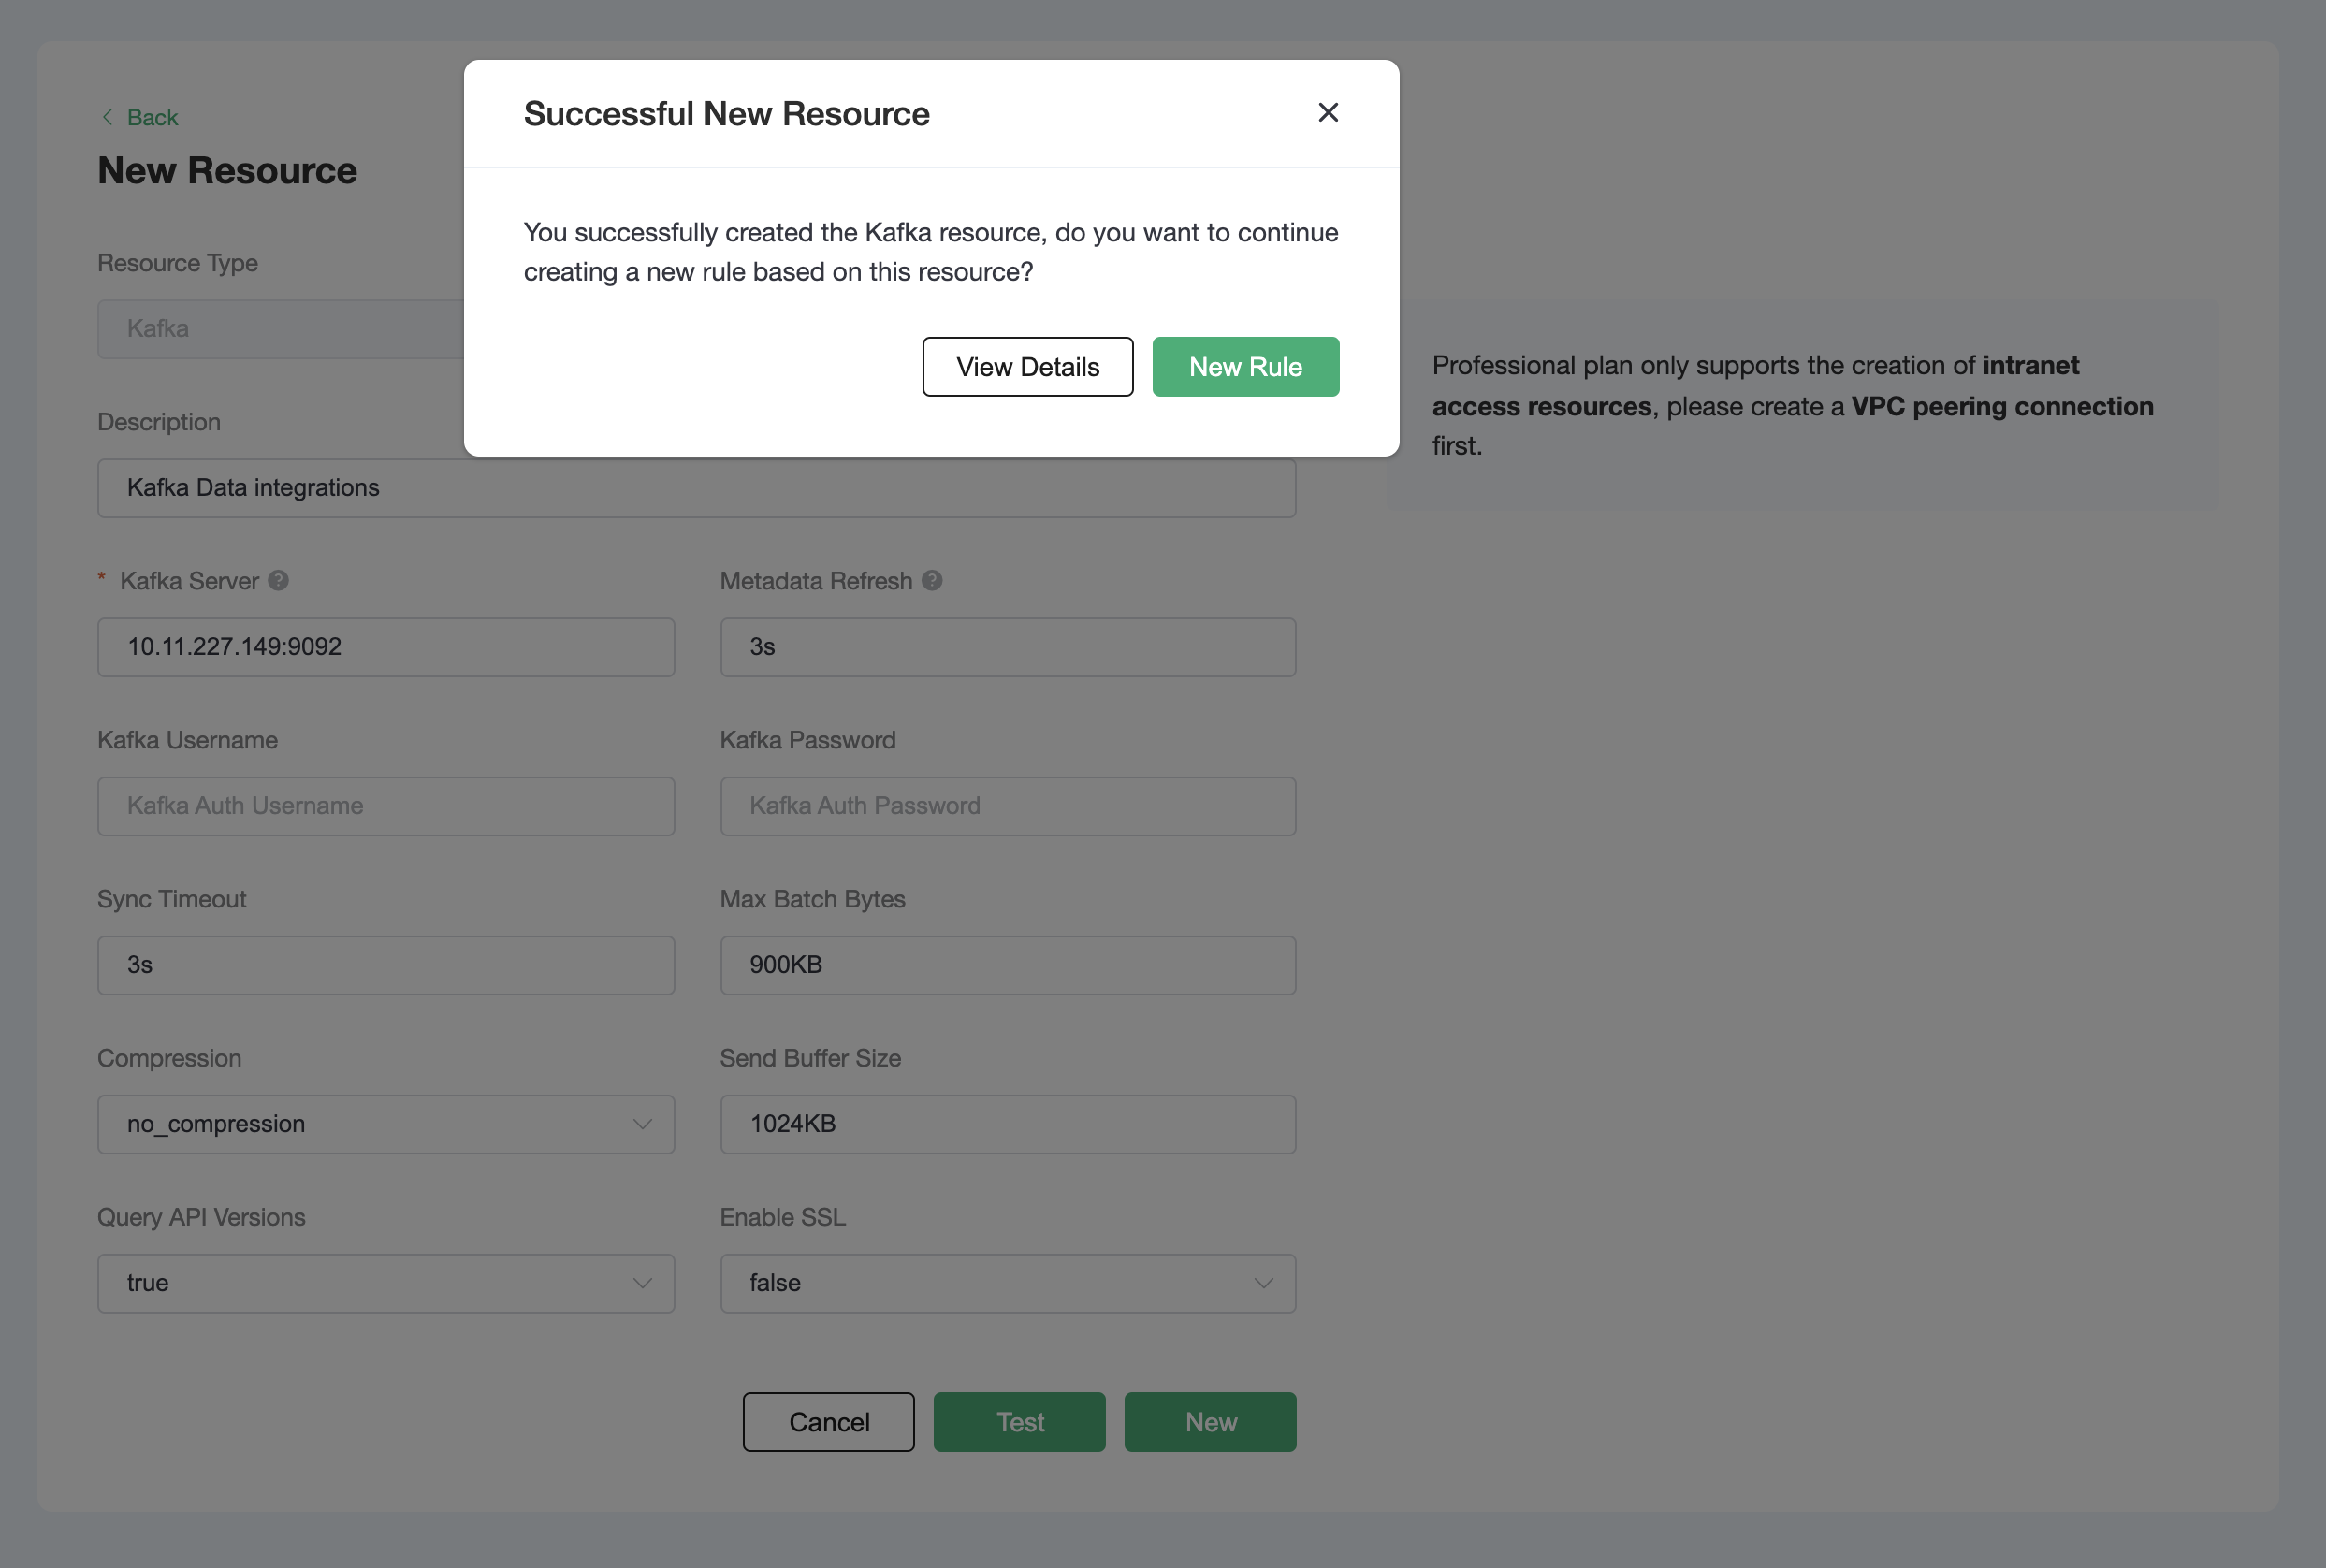 Successful New Resource
You successfully created the Kafka resource, do you want to continue
creating a new rule based on this resource?
View Details
New Rule
Back
New Resource
Resource Type
Kafka
Description
Kafka Data integrations
* Kafka Server ?
Metadata Refresh ?
10.11.227.149:9092
3s
Kafka Username
Kafka Password
Kafka Auth Username
Kafka Auth Password
Sync Timeout
Max Batch Bytes
3s
900KB
Compression
Send Buffer Size
no_compression
1024KB
Query API Versions
Enable SSL
true
false
Cancel
Test
New
Professional plan only supports the creation of intranet
access resources, please create a VPC peering connection
first.